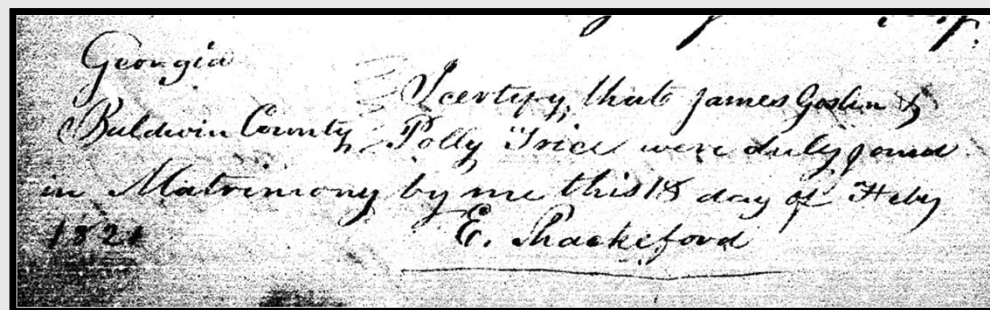 Georgia
I certify, that James Goslin &
Baldwin County, Polly Trice were duly joined
in Matrimony by me this 18 day of Feby
1821
E. Shackeford